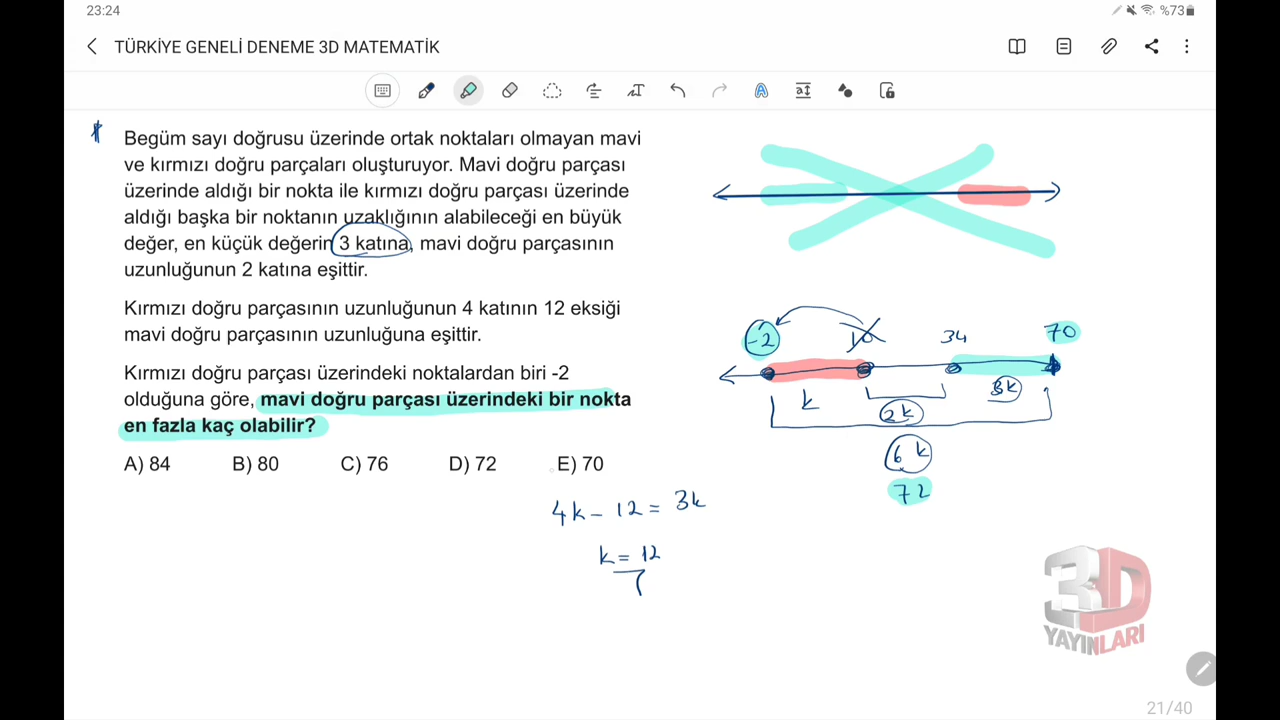 23:24
%73
TÜRKİYE GENELİ DENEME 3D MATEMATİK
Begüm sayı doğrusu üzerinde ortak noktaları olmayan mavi
ve kırmızı doğru parçaları oluşturuyor. Mavi doğru parçası
üzerinde aldığı bir nokta ile kırmızı doğru parçası üzerinde
aldığı başka bir noktanın uzaklığının alabileceği en büyük
değer, en küçük değerin 3 katına, mavi doğru parçasının
uzunluğunun 2 katına eşittir.
Kırmızı doğru parçasının uzunluğunun 4 katının 12 eksiği
mavi doğru parçasının uzunluğuna eşittir.
Kırmızı doğru parçası üzerindeki noktalardan biri -2
olduğuna göre, mavi doğru parçası üzerindeki bir nokta
en fazla kaç olabilir?
A) 84 B) 80 C) 76 D) 72 E) 70
-2 10 34 70
k 2k 3k
6k
72
4k - 12 = 3k
k = 12
3D
YAYINLARI
21/40